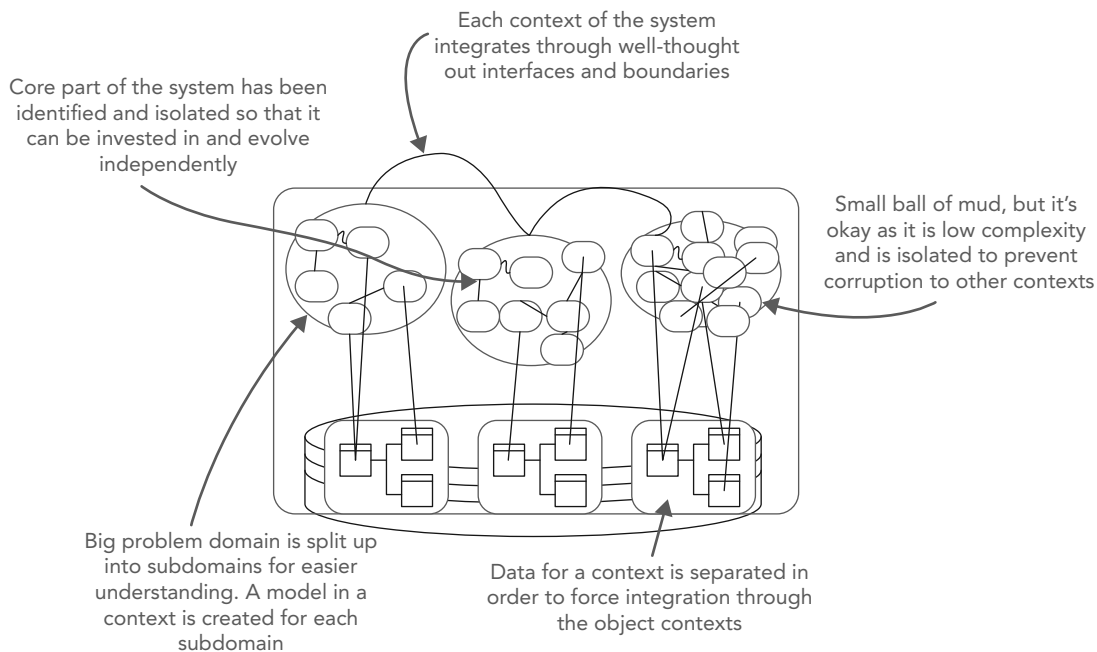 Each context of the system
integrates through well-thought
out interfaces and boundaries
Core part of the system has been
identified and isolated so that it
can be invested in and evolve
independently
Small ball of mud, but it’s
okay as it is low complexity
and is isolated to prevent
corruption to other contexts
Big problem domain is split up
into subdomains for easier
understanding. A model in a
context is created for each
subdomain
Data for a context is separated in
order to force integration through
the object contexts